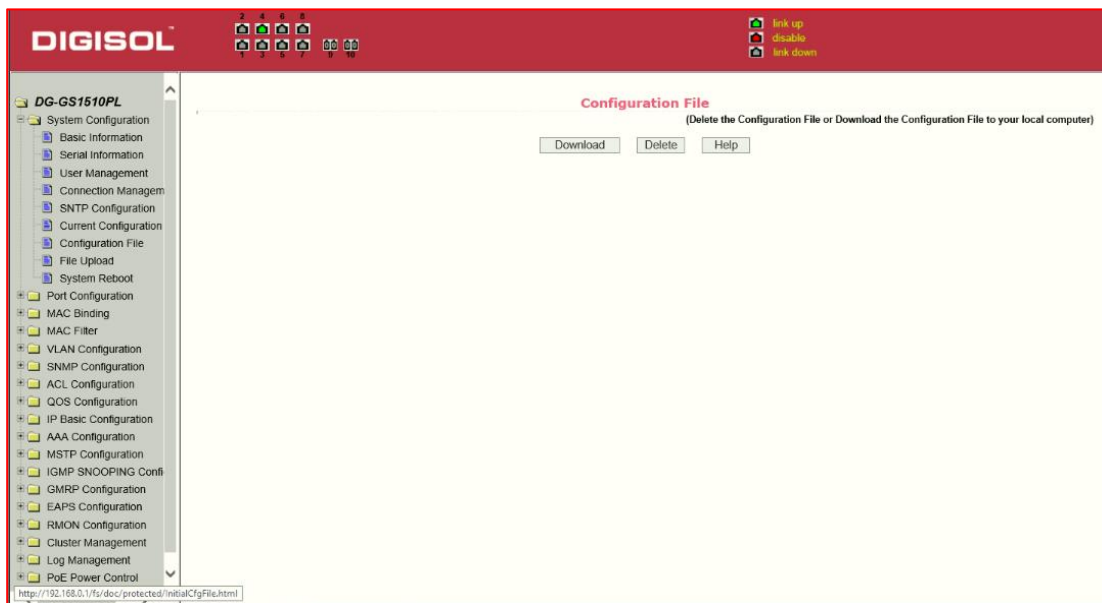 DIGISOL™
2 4 6 8
1 3 5 7 9 10
link up
disable
link down
DG-GS1510PL
System Configuration
Basic Information
Serial Information
User Management
Connection Managem
SNTP Configuration
Current Configuration
Configuration File
File Upload
System Reboot
Port Configuration
MAC Binding
MAC Filter
VLAN Configuration
SNMP Configuration
ACL Configuration
QOS Configuration
IP Basic Configuration
AAA Configuration
MSTP Configuration
IGMP SNOOPING Confi
GMRP Configuration
EAPS Configuration
RMON Configuration
Cluster Management
Log Management
PoE Power Control
http://192.168.0.1/fs/doc/protected/InitialCfgFile.html
Configuration File
(Delete the Configuration File or Download the Configuration File to your local computer)
Download Delete Help